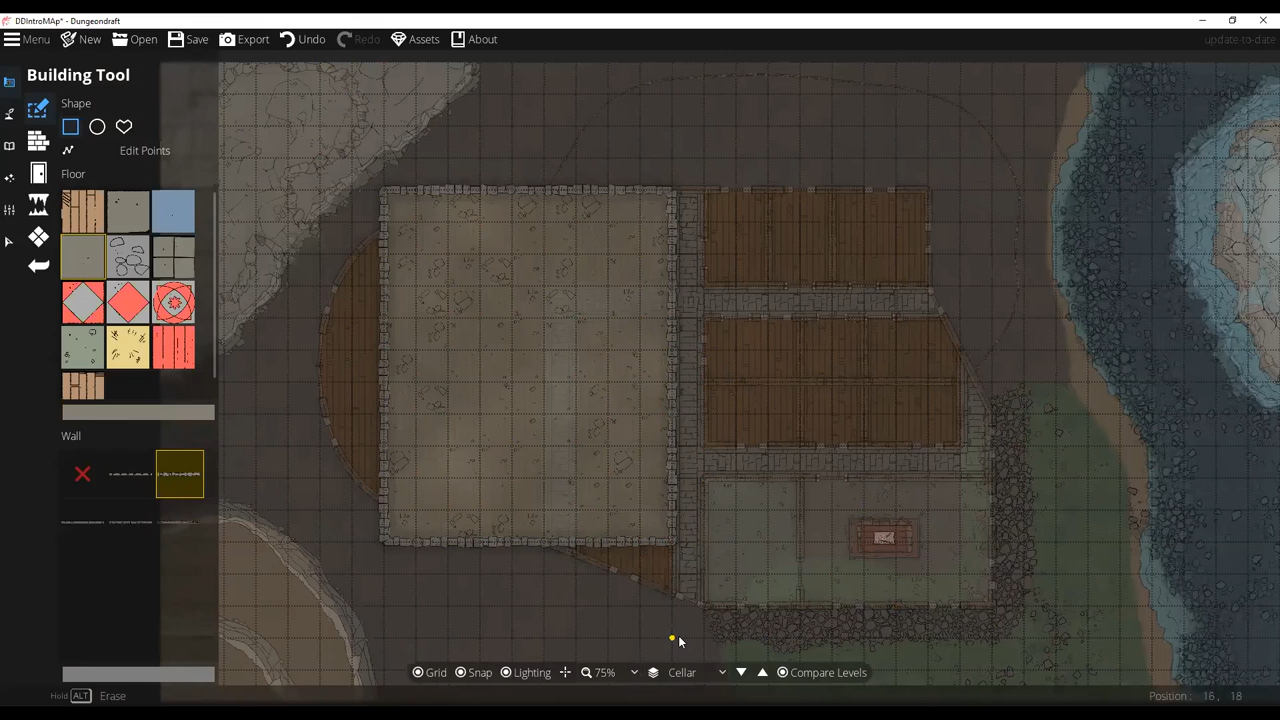 DDIntroMAp* - Dungeondraft
Menu New Open Save Export Undo Redo Assets About update-to-date
Building Tool
Shape
Edit Points
Floor
Wall
Grid Snap Lighting 75% Cellar Compare Levels
Hold ALT Erase Position : 16 , 18